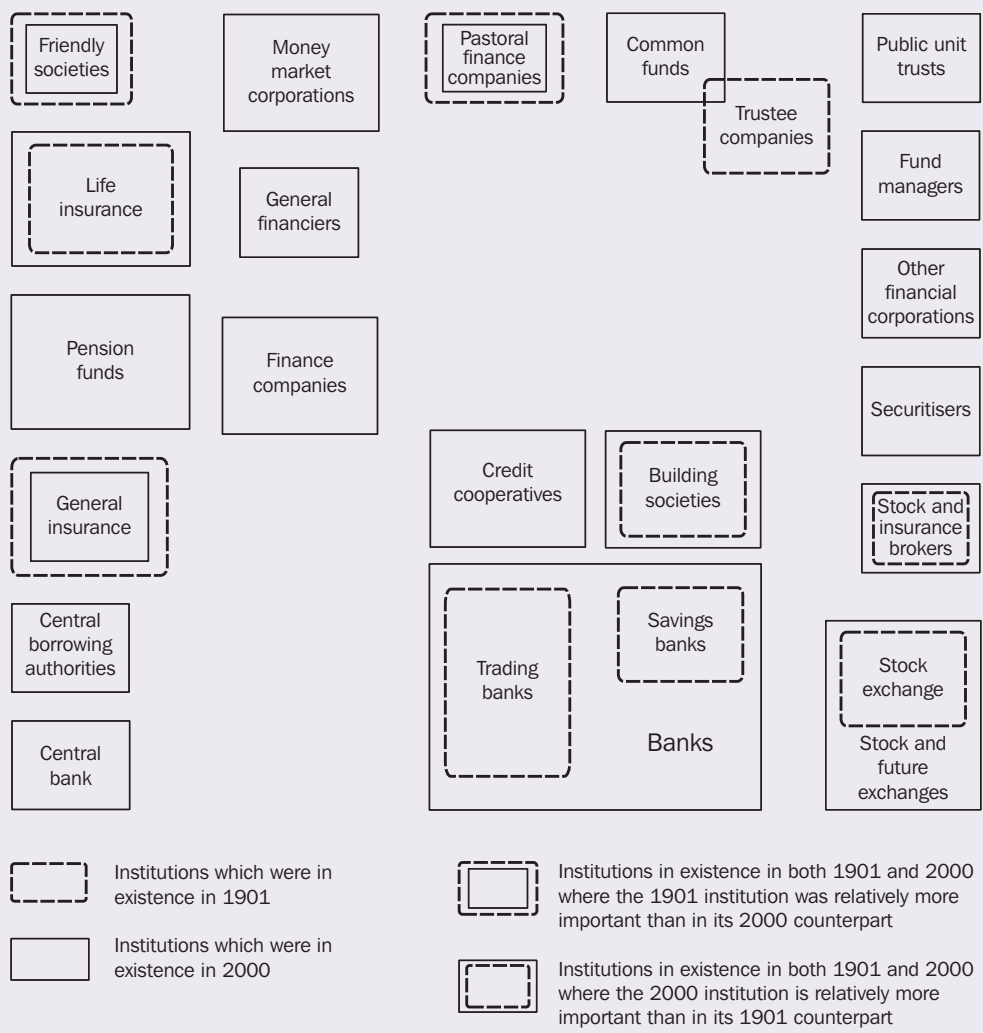 Friendly
societies
Money
market
corporations
Pastoral
finance
companies
Common
funds
Trustee
companies
Public unit
trusts
Life
insurance
General
financiers
Fund
managers
Other
financial
corporations
Pension
funds
Finance
companies
Securitisers
General
insurance
Credit
cooperatives
Building
societies
Stock and
insurance
brokers
Central
borrowing
authorities
Trading
banks
Savings
banks
Banks
Stock
exchange
Stock and
future
exchanges
Central
bank
Institutions which were in
existence in 1901
Institutions which were in
existence in 2000
Institutions in existence in both 1901 and 2000
where the 1901 institution was relatively more
important than in its 2000 counterpart
Institutions in existence in both 1901 and 2000
where the 2000 institution is relatively more
important than in its 1901 counterpart